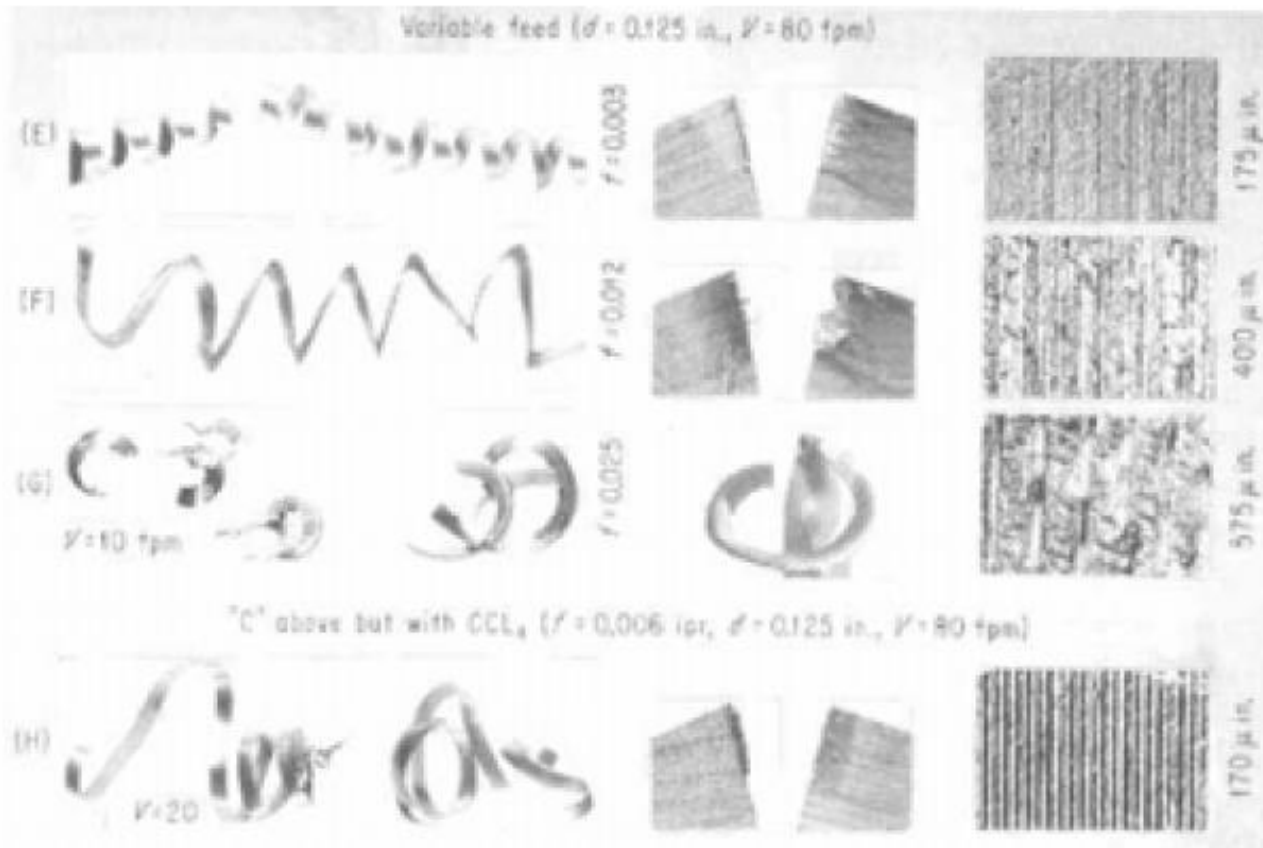 Variable feed (d = 0.125 in., V = 80 fpm)
(E)
f = 0.003
175 μ in.
(F)
f = 0.012
400 μ in.
(G)
V = 10 fpm
f = 0.025
575 μ in.
"C" above but with CCL₄ (f = 0.006 ipr, d = 0.125 in., V = 80 fpm)
(H)
V = 20
170 μ in.